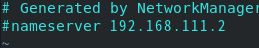 # Generated by NetworkManager
#nameserver 192.168.111.2
~